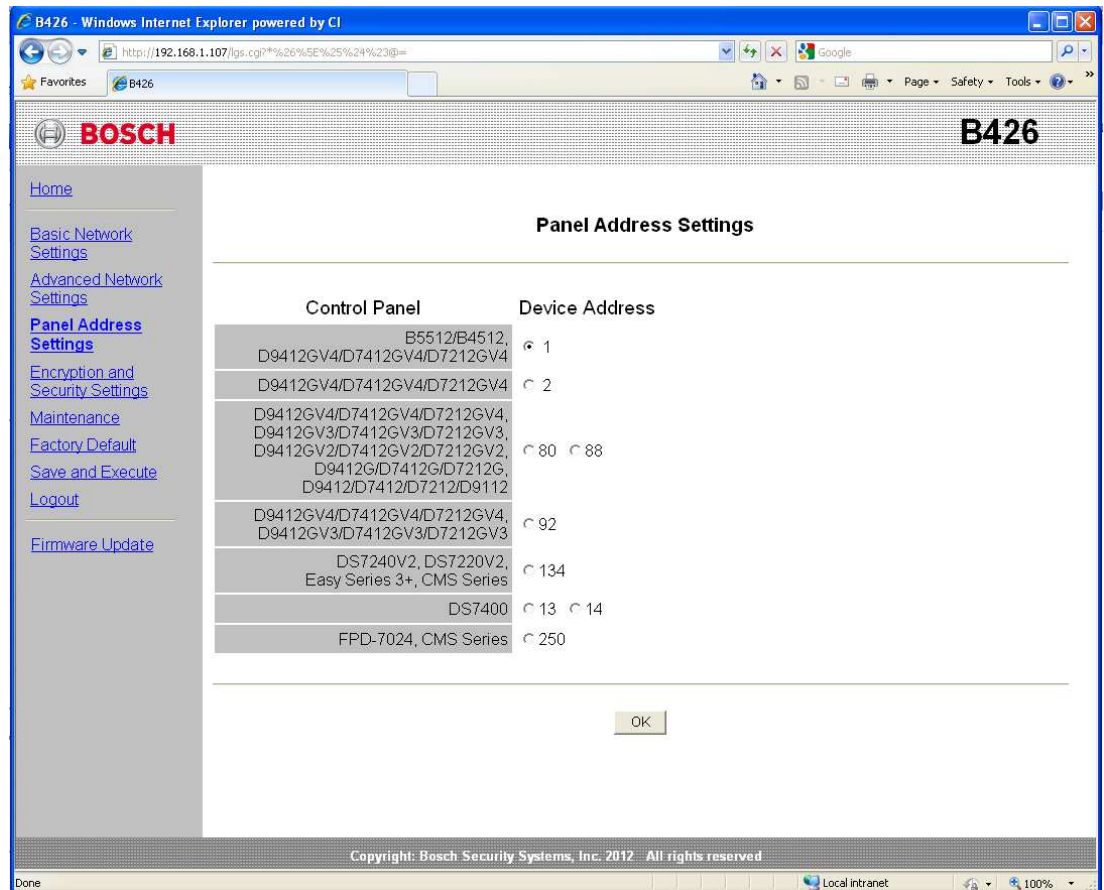 B426 - Windows Internet Explorer powered by CI
http://192.168.1.107/lgs.cgi?*%26%5E%25%24%23@=
Google
Favorites
B426
Page
Safety
Tools
»
BOSCH
B426
Home
Basic Network
Settings
Advanced Network
Settings
Panel Address
Settings
Encryption and
Security Settings
Maintenance
Factory Default
Save and Execute
Logout
Firmware Update
Panel Address Settings
Control Panel Device Address
B5512/B4512,
D9412GV4/D7412GV4/D7212GV4
1
D9412GV4/D7412GV4/D7212GV4 2
D9412GV4/D7412GV4/D7212GV4,
D9412GV3/D7412GV3/D7212GV3,
D9412GV2/D7412GV2/D7212GV2,
D9412G/D7412G/D7212G,
D9412/D7412/D7212/D9112
80 88
D9412GV4/D7412GV4/D7212GV4,
D9412GV3/D7412GV3/D7212GV3
92
DS7240V2, DS7220V2,
Easy Series 3+, CMS Series
134
DS7400 13 14
FPD-7024, CMS Series 250
OK
Copyright: Bosch Security Systems, Inc. 2012 All rights reserved
Done
Local intranet
100%